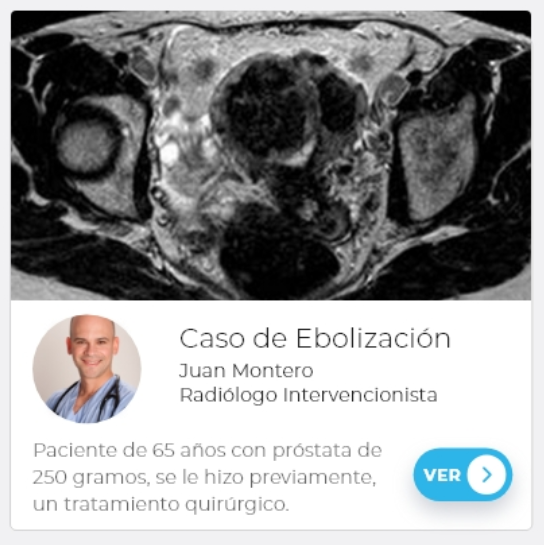 Caso de Ebolización
Juan Montero
Radiólogo Intervencionista
Paciente de 65 años con próstata de
250 gramos, se le hizo previamente,
un tratamiento quirúrgico.
VER